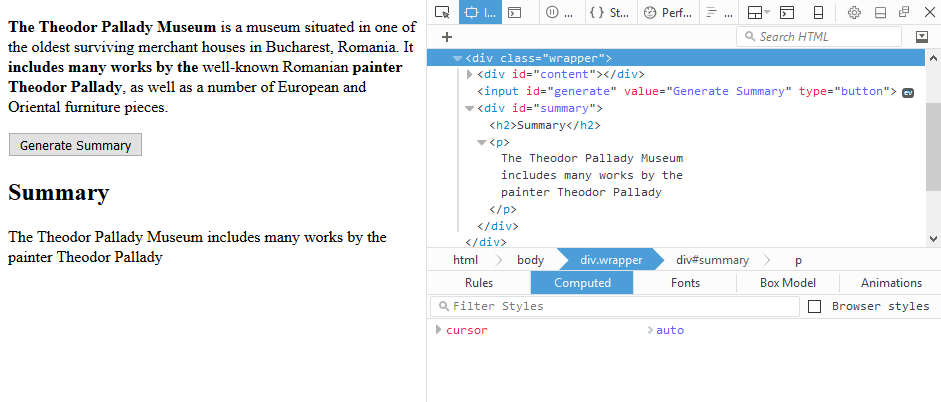 The Theodor Pallady Museum is a museum situated in one of
the oldest surviving merchant houses in Bucharest, Romania. It
includes many works by the well-known Romanian painter
Theodor Pallady, as well as a number of European and
Oriental furniture pieces.
Generate Summary
Summary
The Theodor Pallady Museum includes many works by the
painter Theodor Pallady
I... ... { } St... Perf... ...
+ Search HTML
<div class="wrapper">
<div id="content"></div>
<input id="generate" value="Generate Summary" type="button"> ev
<div id="summary">
<h2>Summary</h2>
<p>
The Theodor Pallady Museum
includes many works by the
painter Theodor Pallady
</p>
</div>
</div>
html body div.wrapper div#summary p
Rules Computed Fonts Box Model Animations
Filter Styles Browser styles
cursor auto